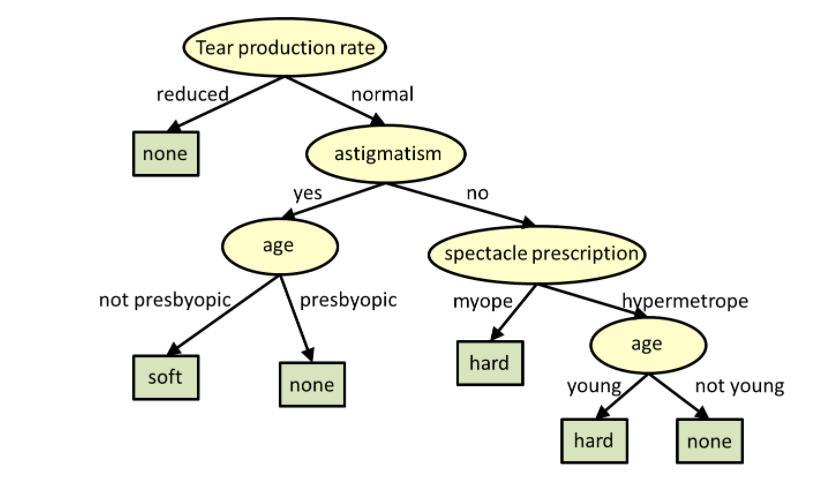 Tear production rate
reduced
normal
none
astigmatism
yes
no
age
spectacle prescription
not presbyopic
presbyopic
myope
hypermetrope
soft
none
hard
age
young
not young
hard
none